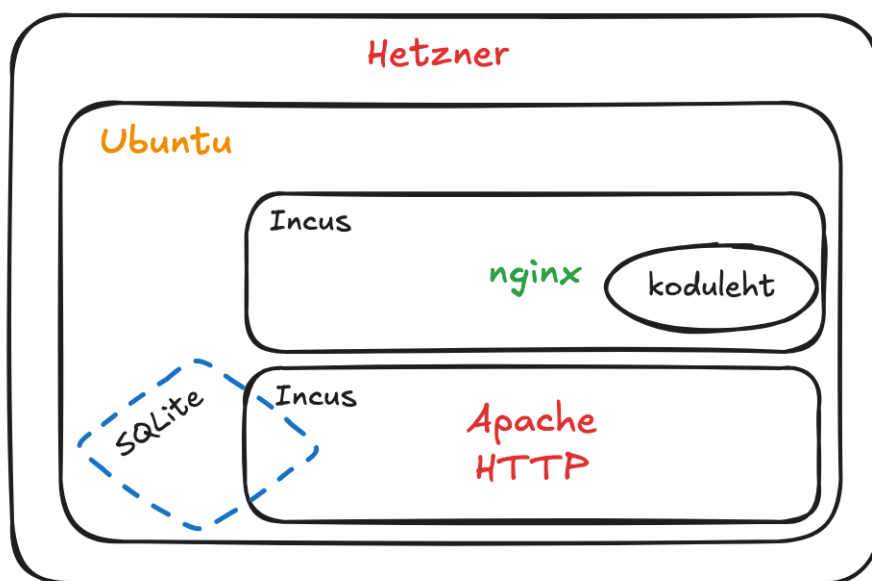 Hetzner
Ubuntu
Incus
nginx
koduleht
Incus
SQLite
Apache
HTTP